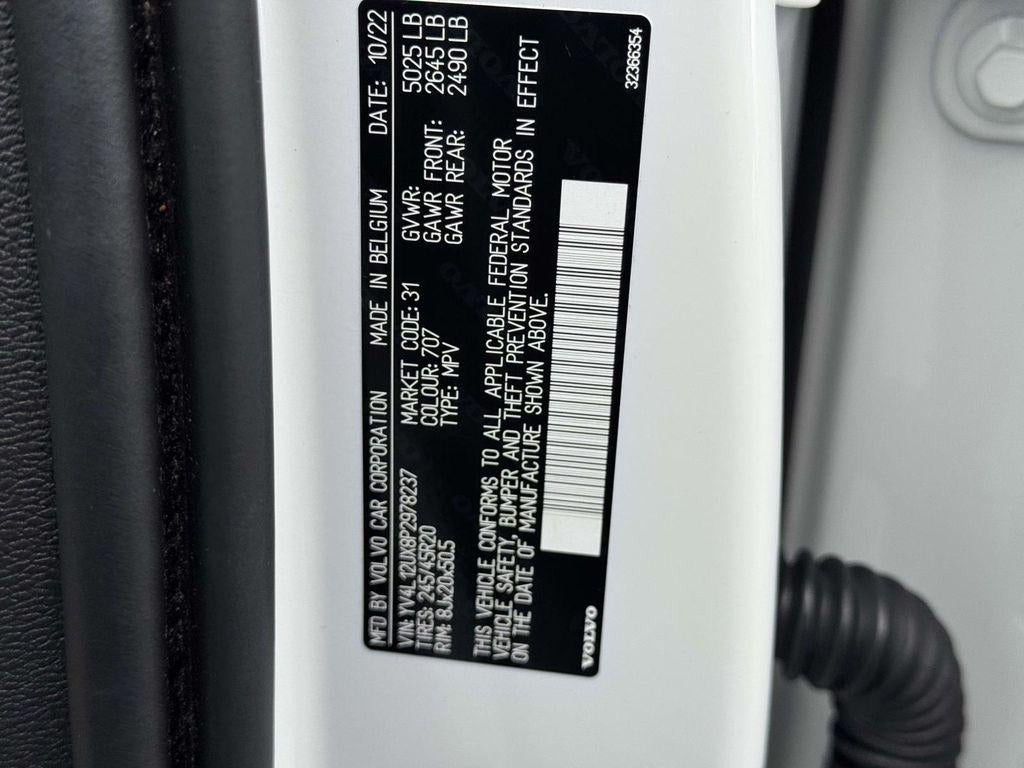 MFD BY VOLVO CAR CORPORATION MADE IN BELGIUM DATE: 10/22
VIN: YV4L12UX8P2978237 MARKET CODE: 31 GVWR: 5025 LB
TIRES: 245/45R20 COLOUR: 707 GAWR FRONT: 2645 LB
RIM: 8Jx20x50.5 TYPE: MPV GAWR REAR: 2490 LB
THIS VEHICLE CONFORMS TO ALL APPLICABLE FEDERAL MOTOR
VEHICLE SAFETY, BUMPER AND THEFT PREVENTION STANDARDS IN EFFECT
ON THE DATE OF MANUFACTURE SHOWN ABOVE.
VOLVO 32366354